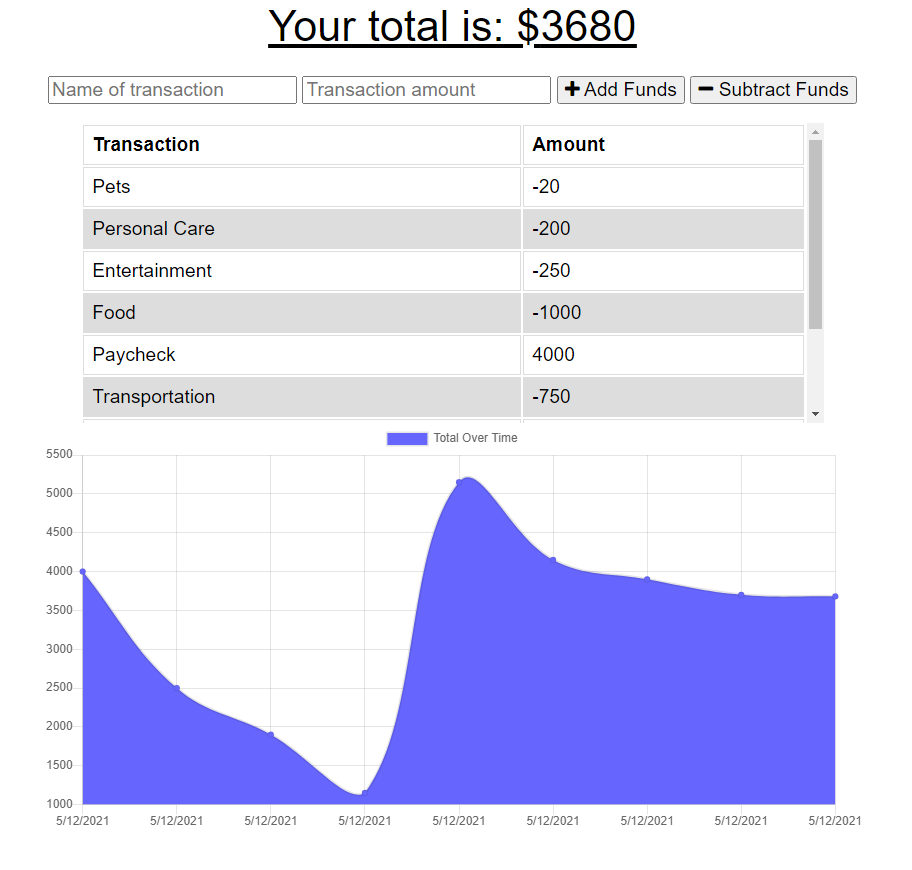 Your total is: $3680
Name of transaction Transaction amount + Add Funds − Subtract Funds
Transaction Amount
Pets -20
Personal Care -200
Entertainment -250
Food -1000
Paycheck 4000
Transportation -750
Total Over Time
5500
5000
4500
4000
3500
3000
2500
2000
1500
1000
5/12/2021 5/12/2021 5/12/2021 5/12/2021 5/12/2021 5/12/2021 5/12/2021 5/12/2021 5/12/2021